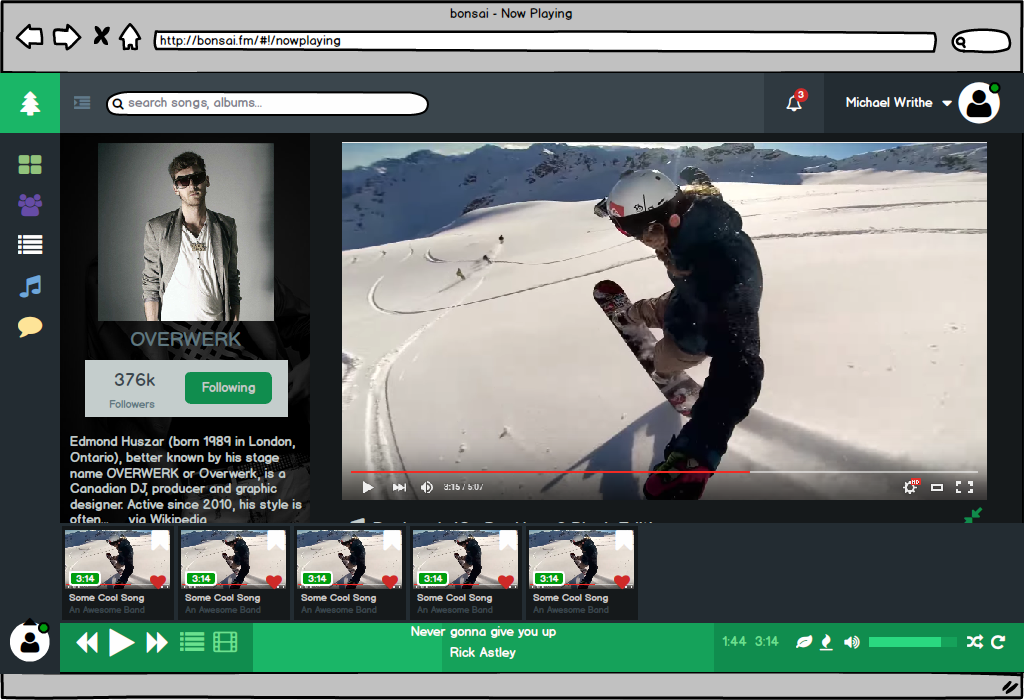 bonsai - Now Playing
http://bonsai.fm/#!/nowplaying
search songs, albums...
3
Michael Writhe
OVERWERK
376k
Followers
Following
Edmond Huszar (born 1989 in London,
Ontario), better known by his stage
name OVERWERK or Overwerk, is a
Canadian DJ, producer and graphic
designer. Active since 2010, his style is
often... via Wikipedia
3:15 / 5:07
HD
3:14
Some Cool Song
An Awesome Band
3:14
Some Cool Song
An Awesome Band
3:14
Some Cool Song
An Awesome Band
3:14
Some Cool Song
An Awesome Band
3:14
Some Cool Song
An Awesome Band
Never gonna give you up
Rick Astley
1:44 3:14